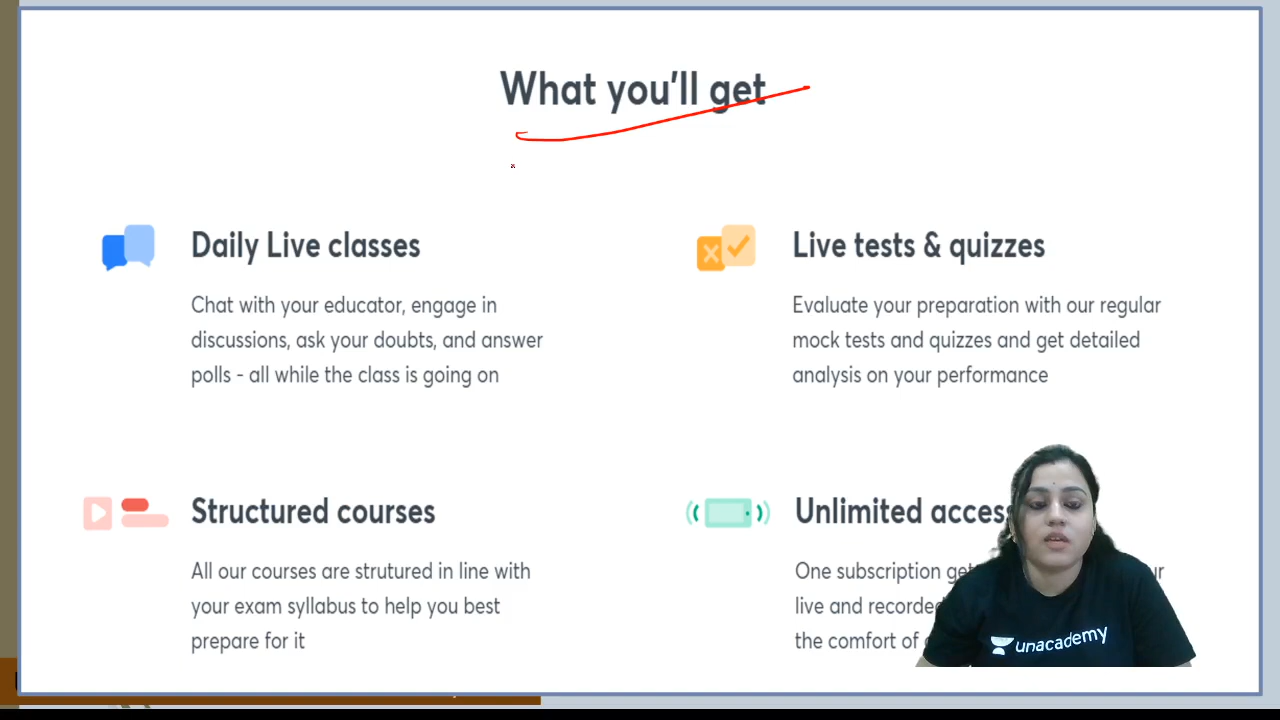 What you'll get
Daily Live classes
Chat with your educator, engage in
discussions, ask your doubts, and answer
polls - all while the class is going on
Live tests & quizzes
Evaluate your preparation with our regular
mock tests and quizzes and get detailed
analysis on your performance
Structured courses
All our courses are strutured in line with
your exam syllabus to help you best
prepare for it
Unlimited access
One subscription
live and recorded
the comfort of
unacademy